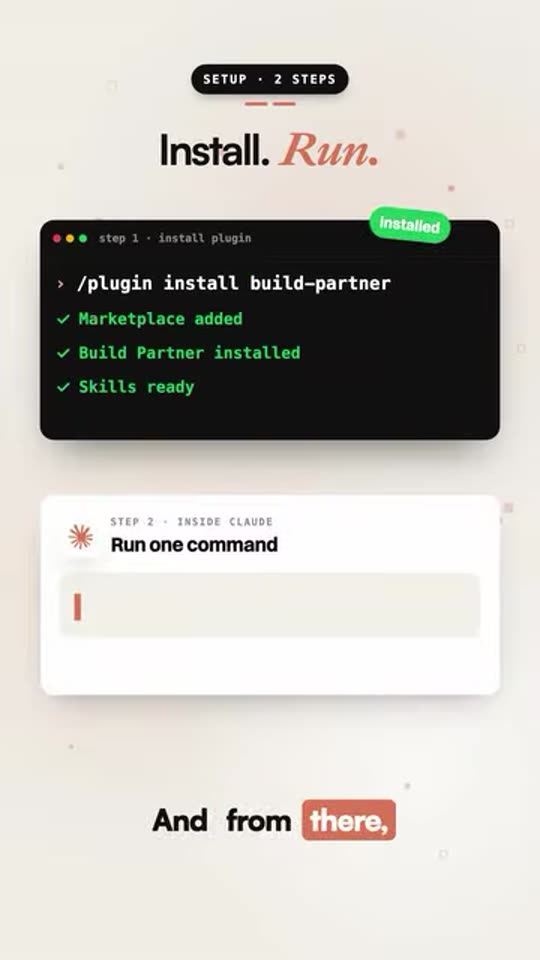 SETUP · 2 STEPS
Install. Run.
installed
step 1 · install plugin
› /plugin install build–partner
✓ Marketplace added
✓ Build Partner installed
✓ Skills ready
STEP 2 · INSIDE CLAUDE
Run one command
And from there,